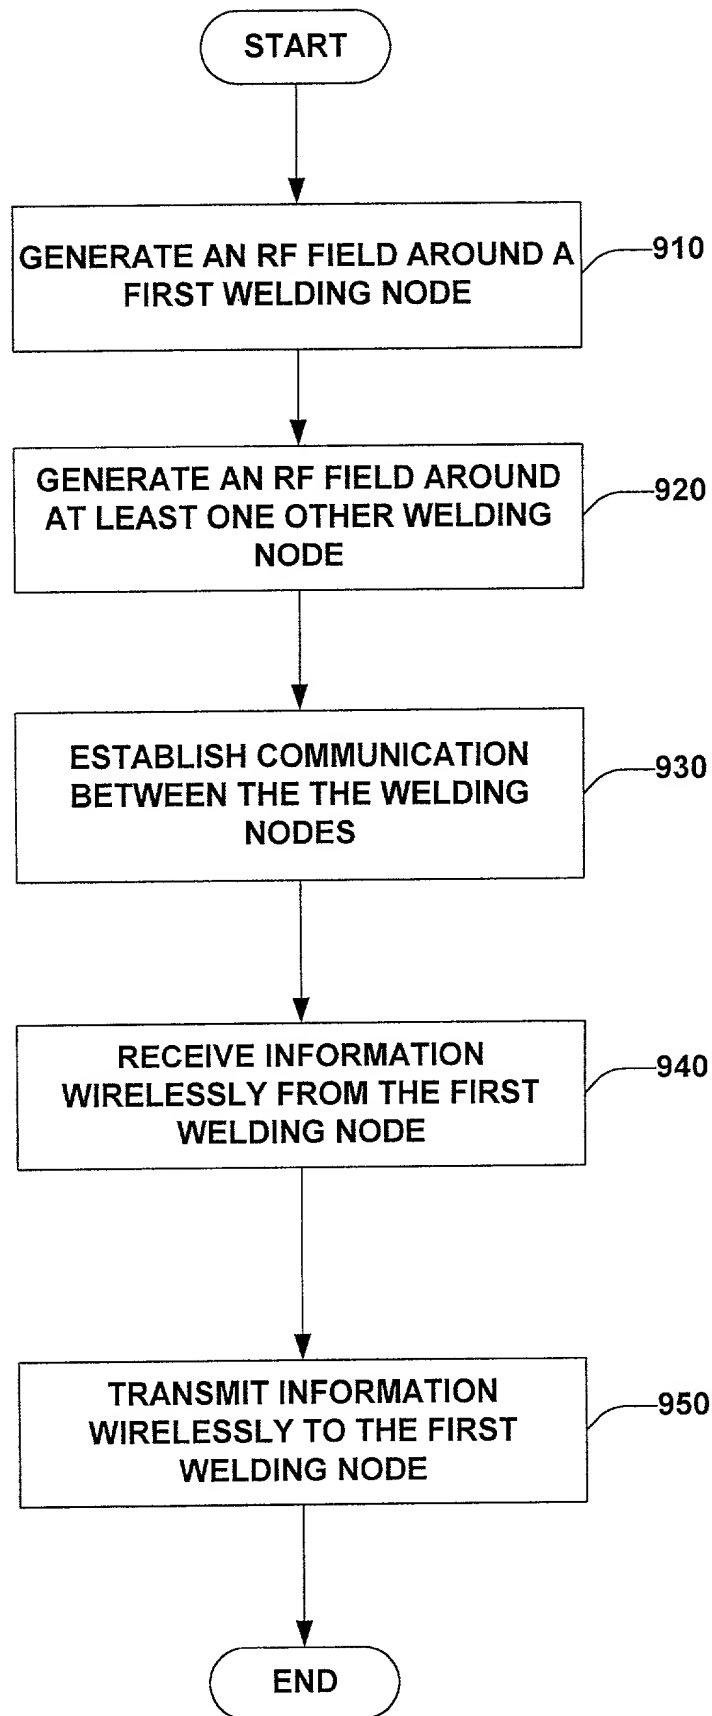 START
GENERATE AN RF FIELD AROUND A
FIRST WELDING NODE
910
GENERATE AN RF FIELD AROUND
AT LEAST ONE OTHER WELDING
NODE
920
ESTABLISH COMMUNICATION
BETWEEN THE THE WELDING
NODES
930
RECEIVE INFORMATION
WIRELESSLY FROM THE FIRST
WELDING NODE
940
TRANSMIT INFORMATION
WIRELESSLY TO THE FIRST
WELDING NODE
950
END